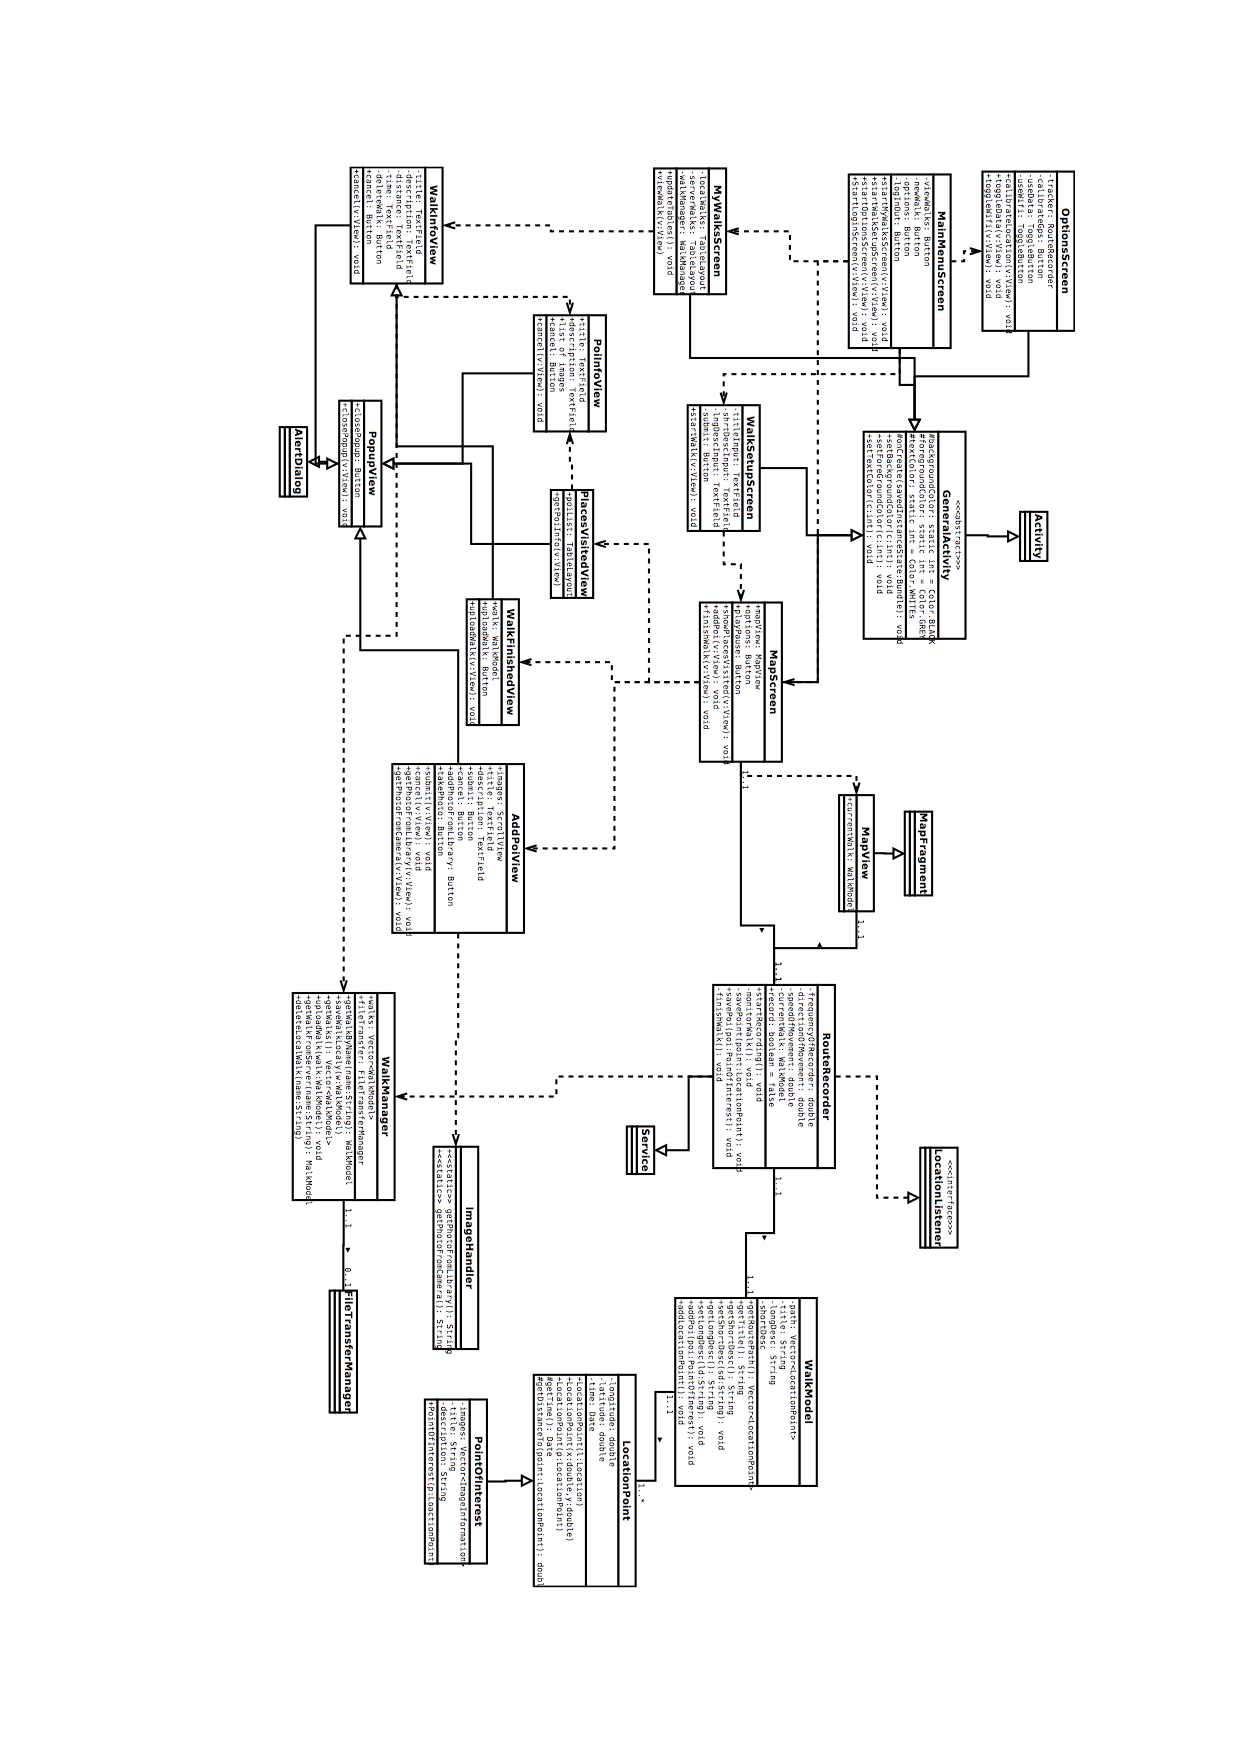 OptionsScreen
-tracker: RouteRecorder
-calibrateGps: Button
-useData: ToggleButton
-useWifi: ToggleButton
+calibrateLocation(v:View): void
+toggleData(v:View): void
+toggleWifi(v:View): void
MainMenuScreen
-viewWalks: Button
-newWalk: Button
-options: Button
-logInOut: Button
+startMyWalksScreen(v:View): void
+startWalkSetupScreen(v:View): void
+startOptionsScreen(v:View): void
+StartLoginScreen(v:View): void
MyWalksScreen
-localWalks: TableLayout
-serverWalks: TableLayout
-walkManager: WalkManager
+updateTables(): void
+viewWalk(v:View)
WalkInfoView
-title: TextField
-description: TextField
-distance: TextField
-time: TextField
-deleteWalk: Button
+cancel: Button
+cancel(v:View): void
PoiInfoView
+title: TextField
+description: TextField
+list of images
+cancel: Button
+cancel(v:View): void
WalkSetupScreen
-titleInput: TextField
-shrtDescInput: TextField
-lngDescInput: TextField
-submit: Button
+startWalk(v:View): void
<<<abstract>>>
GeneralActivity
#backgroundColor: static int = Color.BLACK
#foregroundColor: static int = Color.GREY
#textColor: static int = Color.WHITEs
#onCreate(savedInstanceState:Bundle): void
+setBackgroundColor(c:int): void
+setForeGroundColor(c:int): void
+setTextColor(c:int): void
Activity
AlertDialog
PopupView
+closePopup: Button
+closePopup(v:View): void
PlacesVisitedView
+poiList: TableLayout
+getPoiInfo(v:View)
WalkFinishedView
+walk: WalkModel
+uploadWalk: Button
+uploadWalk(v:View): void
MapScreen
+mapView: MapView
+options: Button
+playPause: Button
+showPlacesVisited(v:View): void
+addPoi(v:View): void
+finishWalk(v:View): void
1..1
MapView
+currentWalk: WalkModel
1..1
MapFragment
AddPoiView
+images: ScrollView
+title: TextField
+description: TextField
+submit: Button
+cancel: Button
+addPhotoFromLibrary: Button
+takePhoto: Button
+submit(v:View): void
+cancel(v:View): void
+getPhotoFromLibrary(v:View): void
+getPhotoFromCamera(v:View): void
1..1
RouteRecorder
-frequencyOfRecorder: double
-directionOfMovement: double
-speedOfMovement: double
-currentWalk: WalkModel
+record: boolean = false
+startRecording(): void
-monitorWalk(): void
-savePoint(point:LocationPoint): void
+savePoi(poi:PoinOfInterest): void
-finishWalk(): void
1..1
Service
<<<interface>>>
LocationListener
WalkManager
+walks: Vector<WalkModel>
+fileTransfer: FileTransferManager
+getWalkByName(name:String): WalkModel
+saveWalkLocaly(w:WalkModel)
+getWalks(): Vector<WalkModel>
+uploadWalk(walk:WalkModel): void
+getWalkFromServer(name:String): MalkModel
+deleteLocalWalk(name:String)
1..1
0..1
FileTransferManager
ImageHandler
+<<static>> getPhotoFromLibrary(): String
+<<static>> getPhotoFromCamera(): String
1..1
WalkModel
-path: Vector<LocationPoint>
-title: String
-longDesc: String
-shortDesc
+getRoutePath(): Vector<LocationPoint>
+getTitle(): String
+getShortDesc(): String
+setShortDesc(sd:String): void
+getLongDesc(): String
+setLongDesc(ld:String): void
+addPoi(poi:PointOfInterest): void
+addLocationPoint(): void
1..1
1..*
LocationPoint
-longitude: double
-latitude: double
-time: Date
+LocationPoint(l:Location)
+LocationPoint(x:double,y:double)
+LocationPoint(p:LocationPoint)
#getTime(): Date
#getDistanceTo(point:LocationPoint): doubl
PointOfInterest
-images: Vector<ImageInformation>
-title: String
-description: String
+PointOfInterest(p:LoactionPoint)